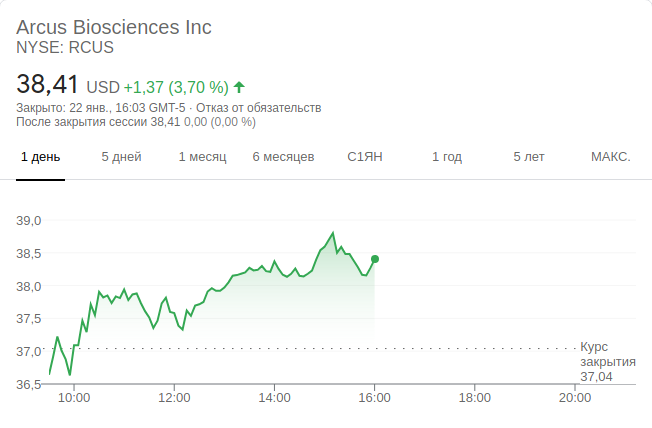 Arcus Biosciences Inc
NYSE: RCUS
38,41 USD +1,37 (3,70 %)
Закрыто: 22 янв., 16:03 GMT-5 · Отказ от обязательств
После закрытия сессии 38,41 0,00 (0,00 %)
1 день 5 дней 1 месяц 6 месяцев С1ЯН 1 год 5 лет МАКС.
39,0
38,5
38,0
37,5
37,0
36,5
Курс
закрытия
37,04
10:00 12:00 14:00 16:00 18:00 20:00